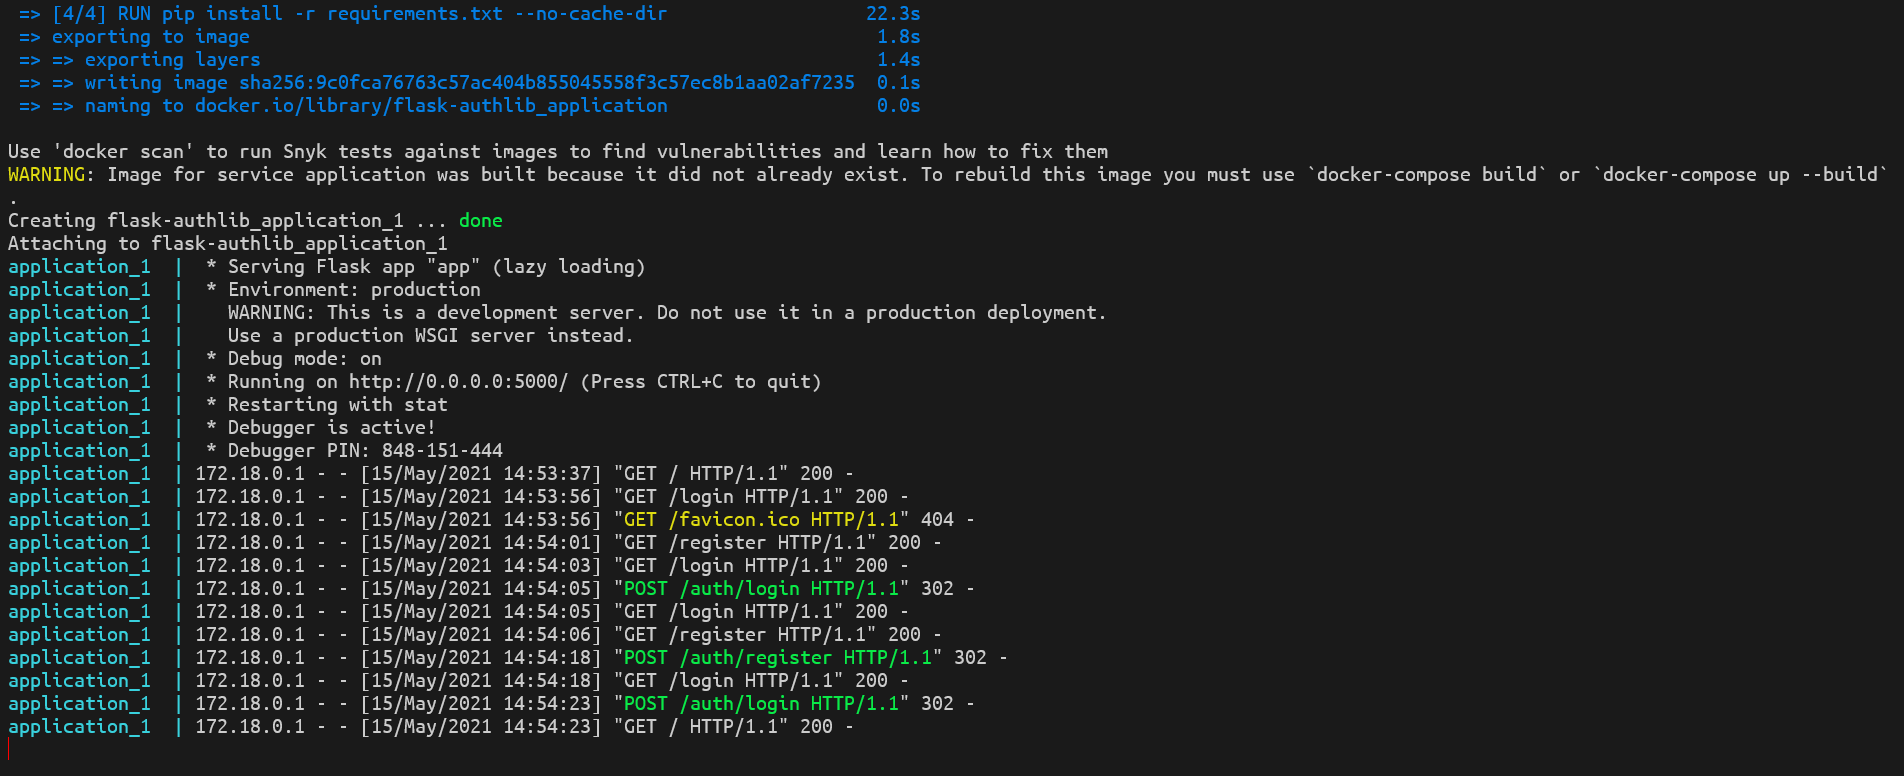 => [4/4] RUN pip install -r requirements.txt --no-cache-dir 22.3s
=> exporting to image 1.8s
=> => exporting layers 1.4s
=> => writing image sha256:9c0fca76763c57ac404b855045558f3c57ec8b1aa02af7235 0.1s
=> => naming to docker.io/library/flask-authlib_application 0.0s
Use 'docker scan' to run Snyk tests against images to find vulnerabilities and learn how to fix them
WARNING: Image for service application was built because it did not already exist. To rebuild this image you must use `docker-compose build` or `docker-compose up --build`
.
Creating flask-authlib_application_1 ... done
Attaching to flask-authlib_application_1
application_1 | * Serving Flask app "app" (lazy loading)
application_1 | * Environment: production
application_1 | WARNING: This is a development server. Do not use it in a production deployment.
application_1 | Use a production WSGI server instead.
application_1 | * Debug mode: on
application_1 | * Running on http://0.0.0.0:5000/ (Press CTRL+C to quit)
application_1 | * Restarting with stat
application_1 | * Debugger is active!
application_1 | * Debugger PIN: 848-151-444
application_1 | 172.18.0.1 - - [15/May/2021 14:53:37] "GET / HTTP/1.1" 200 -
application_1 | 172.18.0.1 - - [15/May/2021 14:53:56] "GET /login HTTP/1.1" 200 -
application_1 | 172.18.0.1 - - [15/May/2021 14:53:56] "GET /favicon.ico HTTP/1.1" 404 -
application_1 | 172.18.0.1 - - [15/May/2021 14:54:01] "GET /register HTTP/1.1" 200 -
application_1 | 172.18.0.1 - - [15/May/2021 14:54:03] "GET /login HTTP/1.1" 200 -
application_1 | 172.18.0.1 - - [15/May/2021 14:54:05] "POST /auth/login HTTP/1.1" 302 -
application_1 | 172.18.0.1 - - [15/May/2021 14:54:05] "GET /login HTTP/1.1" 200 -
application_1 | 172.18.0.1 - - [15/May/2021 14:54:06] "GET /register HTTP/1.1" 200 -
application_1 | 172.18.0.1 - - [15/May/2021 14:54:18] "POST /auth/register HTTP/1.1" 302 -
application_1 | 172.18.0.1 - - [15/May/2021 14:54:18] "GET /login HTTP/1.1" 200 -
application_1 | 172.18.0.1 - - [15/May/2021 14:54:23] "POST /auth/login HTTP/1.1" 302 -
application_1 | 172.18.0.1 - - [15/May/2021 14:54:23] "GET / HTTP/1.1" 200 -